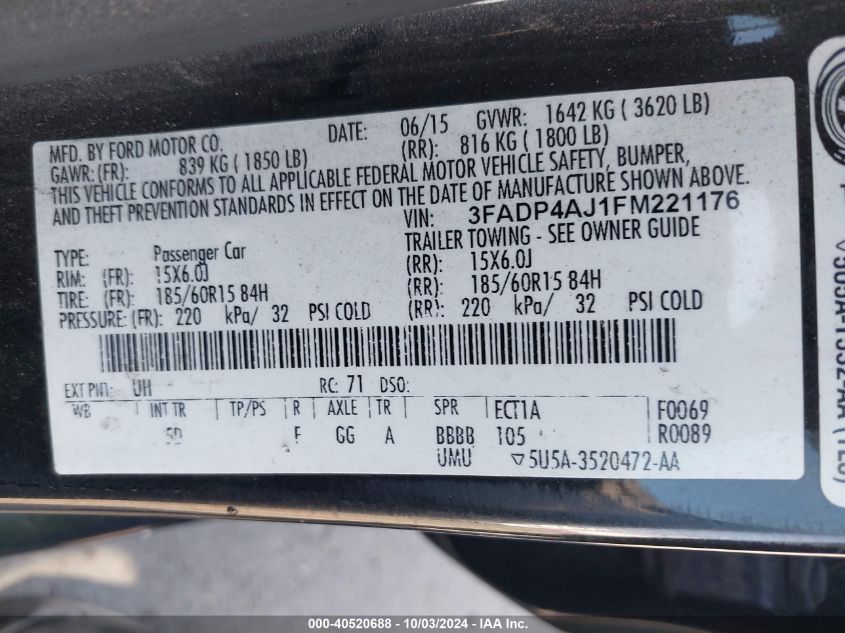 MFD. BY FORD MOTOR CO. DATE: 06/15 GVWR: 1642 KG ( 3620 LB)
GAWR:(FR): 839 KG ( 1850 LB) (RR): 816 KG ( 1800 LB)
THIS VEHICLE CONFORMS TO ALL APPLICABLE FEDERAL MOTOR VEHICLE SAFETY, BUMPER,
AND THEFT PREVENTION STANDARDS IN EFFECT ON THE DATE OF MANUFACTURE SHOWN ABOVE.
VIN: 3FADP4AJ1FM221176
TYPE: Passenger Car TRAILER TOWING - SEE OWNER GUIDE
RIM: (FR): 15X6.0J (RR): 15X6.0J
TIRE: (FR): 185/60R15 84H (RR): 185/60R15 84H
PRESSURE: (FR): 220 kPa/ 32 PSI COLD (RR): 220 kPa/ 32 PSI COLD
EXT PNT: UH RC: 71 DSO:
WB INT TR TP/PS R AXLE TR SPR ECT1A F0069
GG A BBBB 105 R0089
UMU ▽5U5A-3520472-AA
000-40520688 - 10/03/2024 - IAA Inc.